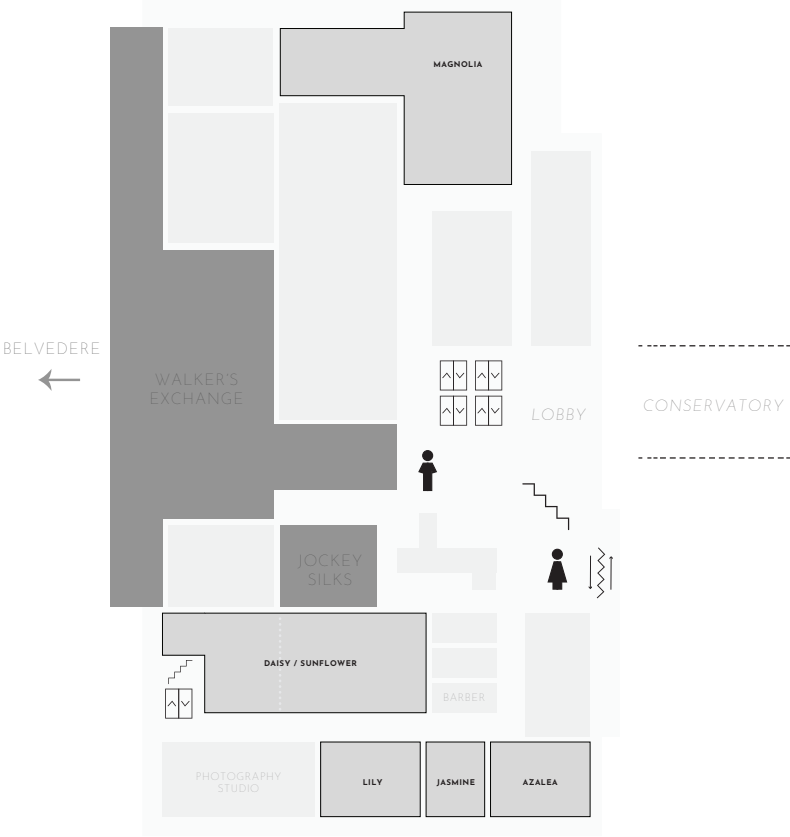 MAGNOLIA
BELVEDERE
WALKER'S
EXCHANGE
LOBBY
CONSERVATORY
JOCKEY
SILKS
DAISY / SUNFLOWER
BARBER
PHOTOGRAPHY
STUDIO
LILY
JASMINE
AZALEA